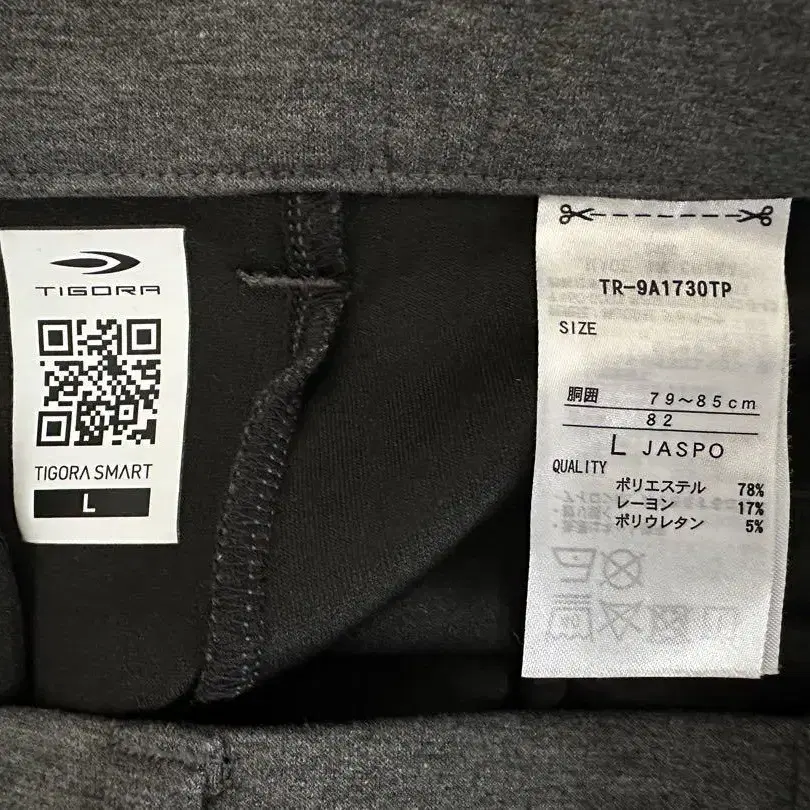 TIGORA
TIGORA SMART
L
TR-9A1730TP
SIZE
胴囲 79～85cm
82
L JASPO
QUALITY
ポリエステル 78%
レーヨン 17%
ポリウレタン 5%